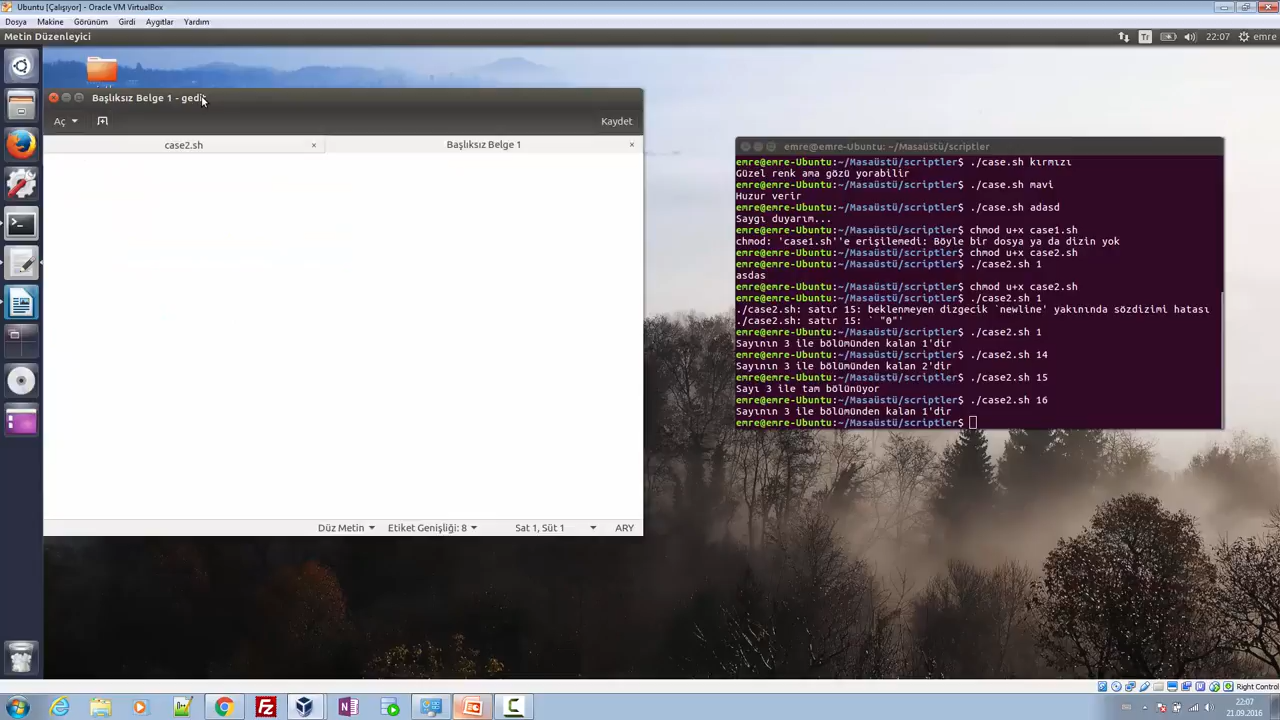 Ubuntu [Çalışıyor] - Oracle VM VirtualBox
Dosya Makine Görünüm Girdi Aygıtlar Yardım
Metin Düzenleyici
Tr 22:07 emre
Başlıksız Belge 1 - gedit
Aç Kaydet
case2.sh × Başlıksız Belge 1 ×
Düz Metin Etiket Genişliği: 8 Sat 1, Süt 1 ARY
emre@emre-Ubuntu: ~/Masaüstü/scriptler
emre@emre-Ubuntu:~/Masaüstü/scriptler$ ./case.sh kırmızı
Güzel renk ama gözü yorabilir
emre@emre-Ubuntu:~/Masaüstü/scriptler$ ./case.sh mavi
Huzur verir
emre@emre-Ubuntu:~/Masaüstü/scriptler$ ./case.sh adasd
Saygı duyarım...
emre@emre-Ubuntu:~/Masaüstü/scriptler$ chmod u+x case1.sh
chmod: 'case1.sh''e erişilemedi: Böyle bir dosya ya da dizin yok
emre@emre-Ubuntu:~/Masaüstü/scriptler$ chmod u+x case2.sh
emre@emre-Ubuntu:~/Masaüstü/scriptler$ ./case2.sh 1
asdas
emre@emre-Ubuntu:~/Masaüstü/scriptler$ chmod u+x case2.sh
emre@emre-Ubuntu:~/Masaüstü/scriptler$ ./case2.sh 1
./case2.sh: satır 15: beklenmeyen dizgecik `newline' yakınında sözdizimi hatası
./case2.sh: satır 15: ` "0"'
emre@emre-Ubuntu:~/Masaüstü/scriptler$ ./case2.sh 1
Sayının 3 ile bölümünden kalan 1'dir
emre@emre-Ubuntu:~/Masaüstü/scriptler$ ./case2.sh 14
Sayının 3 ile bölümünden kalan 2'dir
emre@emre-Ubuntu:~/Masaüstü/scriptler$ ./case2.sh 15
Sayı 3 ile tam bölünüyor
emre@emre-Ubuntu:~/Masaüstü/scriptler$ ./case2.sh 16
Sayının 3 ile bölümünden kalan 1'dir
emre@emre-Ubuntu:~/Masaüstü/scriptler$
Right Control
22:07
21.09.2016